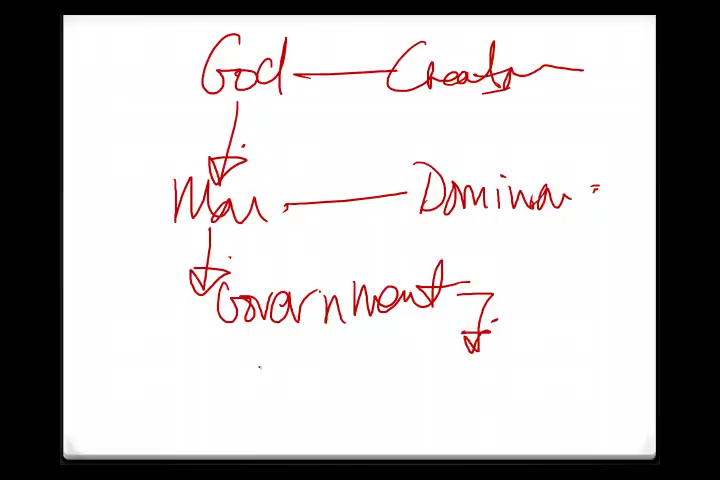 God — Creator
Man — Dominion =
Government